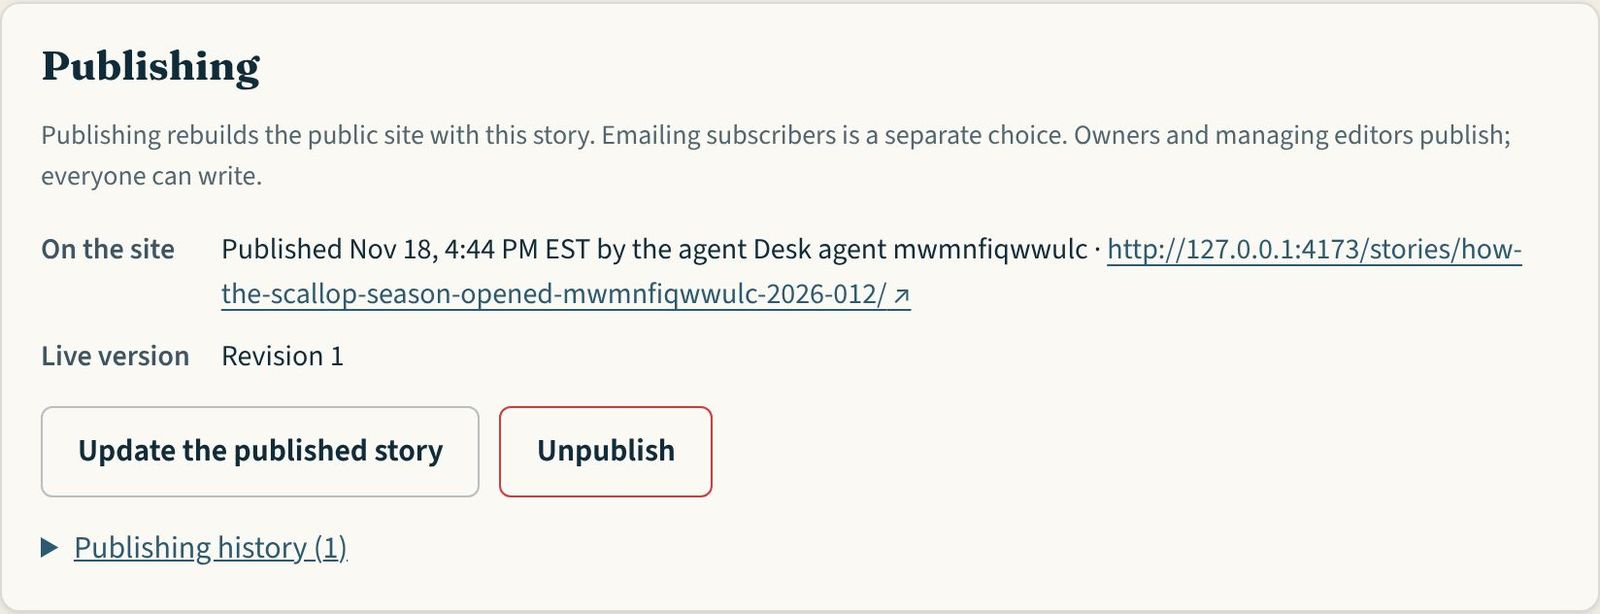 Publishing
Publishing rebuilds the public site with this story. Emailing subscribers is a separate choice. Owners and managing editors publish;
everyone can write.
On the site Published Nov 18, 4:44 PM EST by the agent Desk agent mwmnfiqwwulc · http://127.0.0.1:4173/stories/how-
the-scallop-season-opened-mwmnfiqwwulc-2026-012/ ↗
Live version Revision 1
Update the published story Unpublish
▶ Publishing history (1)